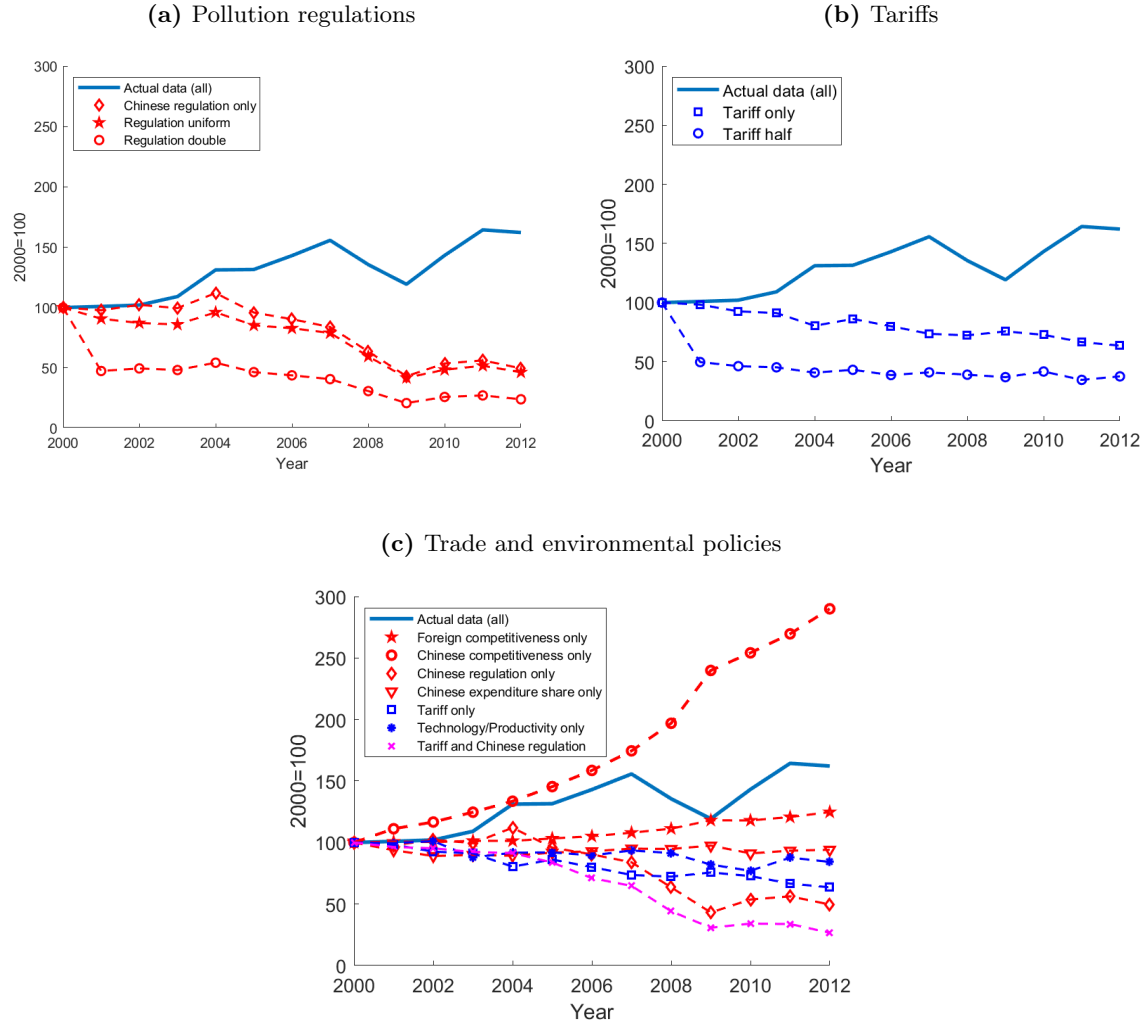 (a) Pollution regulations
300
250
200
150
100
50
0
2000=100
Actual data (all)
Chinese regulation only
Regulation uniform
Regulation double
2000 2002 2004 2006 2008 2010 2012
Year
(b) Tariffs
300
250
200
150
100
50
0
2000=100
Actual data (all)
Tariff only
Tariff half
2000 2002 2004 2006 2008 2010 2012
Year
(c) Trade and environmental policies
300
250
200
150
100
50
0
2000=100
Actual data (all)
Foreign competitiveness only
Chinese competitiveness only
Chinese regulation only
Chinese expenditure share only
Tariff only
Technology/Productivity only
Tariff and Chinese regulation
2000 2002 2004 2006 2008 2010 2012
Year